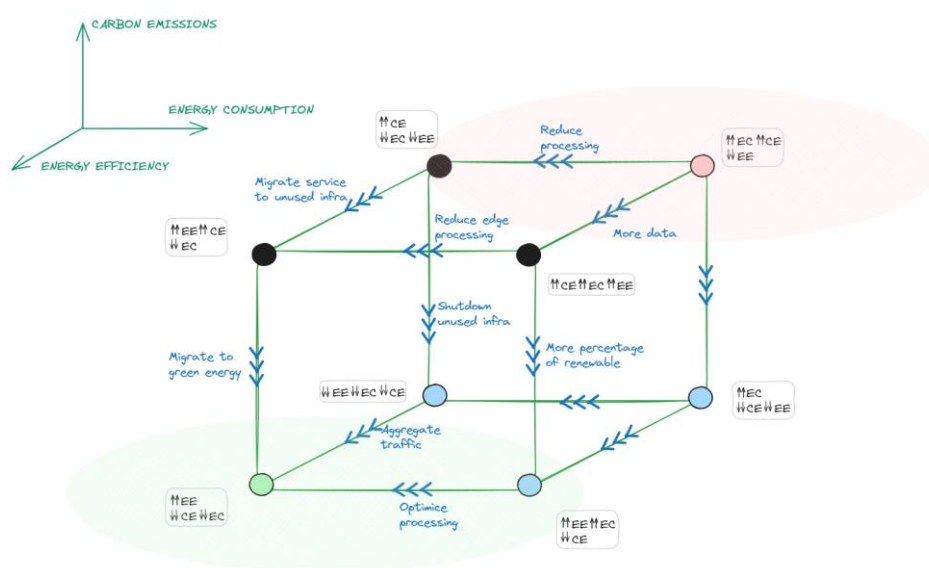 CARBON EMISSIONS
ENERGY CONSUMPTION
ENERGY EFFICIENCY
⇈CE
⇊EC⇊EE
Reduce
processing
⇈EC⇈CE
⇊EE
Migrate service
to unused infra
Reduce edge
processing
More data
⇈EE⇈CE
⇊EC
⇈CE⇈EC⇈EE
Shutdown
unused infra
Migrate to
green energy
More percentage
of renewable
⇊EE⇊EC⇊CE
⇈EC
⇊CE⇊EE
Aggregate
traffic
⇈EE
⇊CE⇊EC
Optimice
processing
⇈EE⇈EC
⇊CE